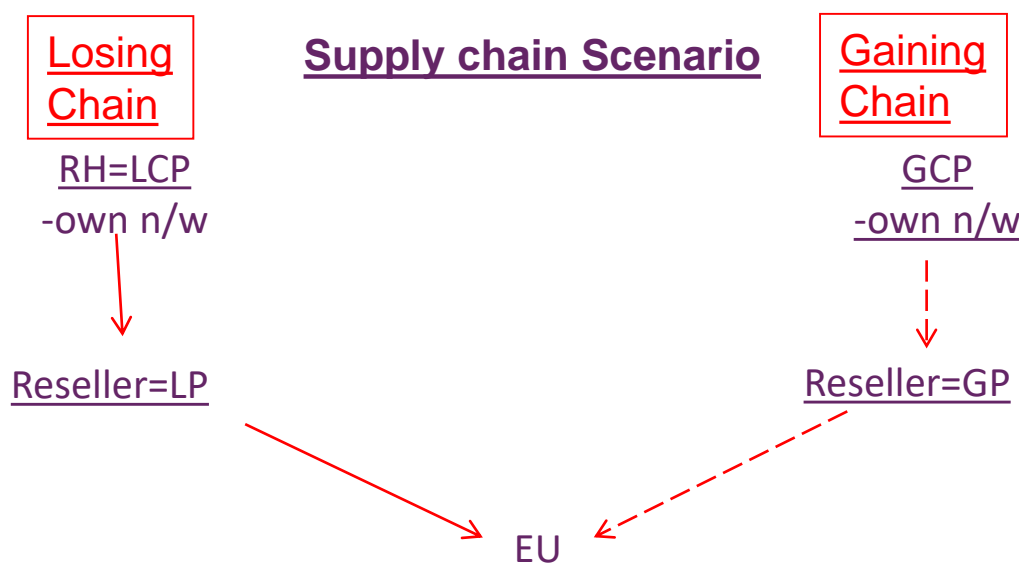 Losing
Chain
Supply chain Scenario
Gaining
Chain
RH=LCP
-own n/w
GCP
-own n/w
Reseller=LP
Reseller=GP
EU